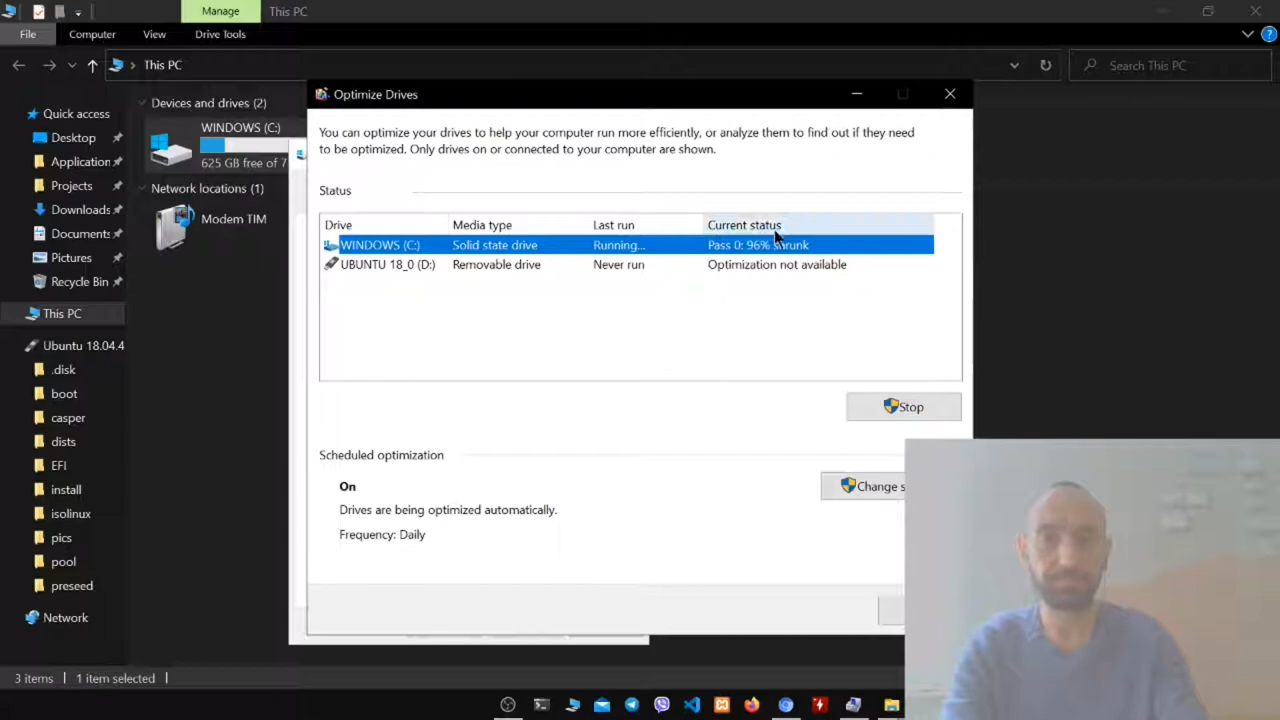 Manage
This PC
File
Computer
View
Drive Tools
This PC
Search This PC
Quick access
Desktop
Application
Projects
Downloads
Documents
Pictures
Recycle Bin
This PC
Ubuntu 18.04.4
.disk
boot
casper
dists
EFI
install
isolinux
pics
pool
preseed
Network
Devices and drives (2)
WINDOWS (C:)
625 GB free of 7
Network locations (1)
Modem TIM
Optimize Drives
You can optimize your drives to help your computer run more efficiently, or analyze them to find out if they need
to be optimized. Only drives on or connected to your computer are shown.
Status
Drive Media type Last run Current status
WINDOWS (C:) Solid state drive Running... Pass 0: 96% shrunk
UBUNTU 18_0 (D:) Removable drive Never run Optimization not available
Stop
Scheduled optimization
On
Change s
Drives are being optimized automatically.
Frequency: Daily
3 items
1 item selected